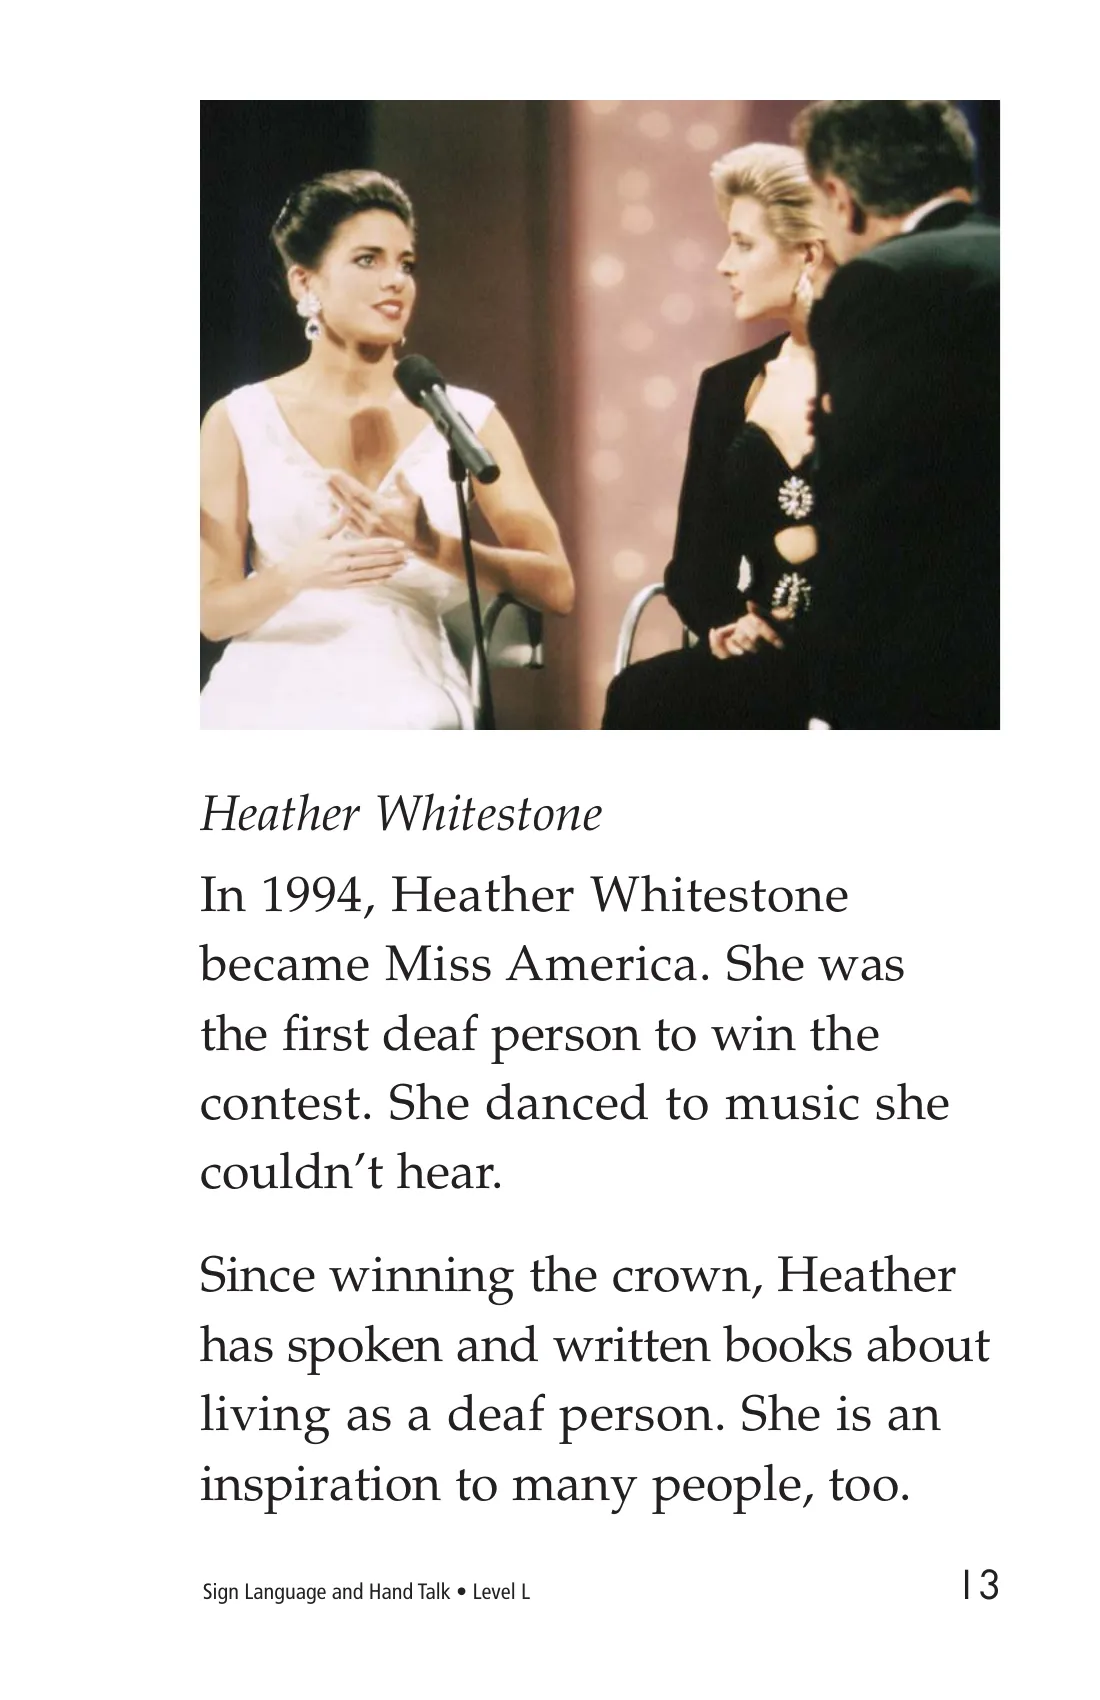 Heather Whitestone
In 1994, Heather Whitestone
became Miss America. She was
the first deaf person to win the
contest. She danced to music she
couldn’t hear.
Since winning the crown, Heather
has spoken and written books about
living as a deaf person. She is an
inspiration to many people, too.
Sign Language and Hand Talk • Level L
13